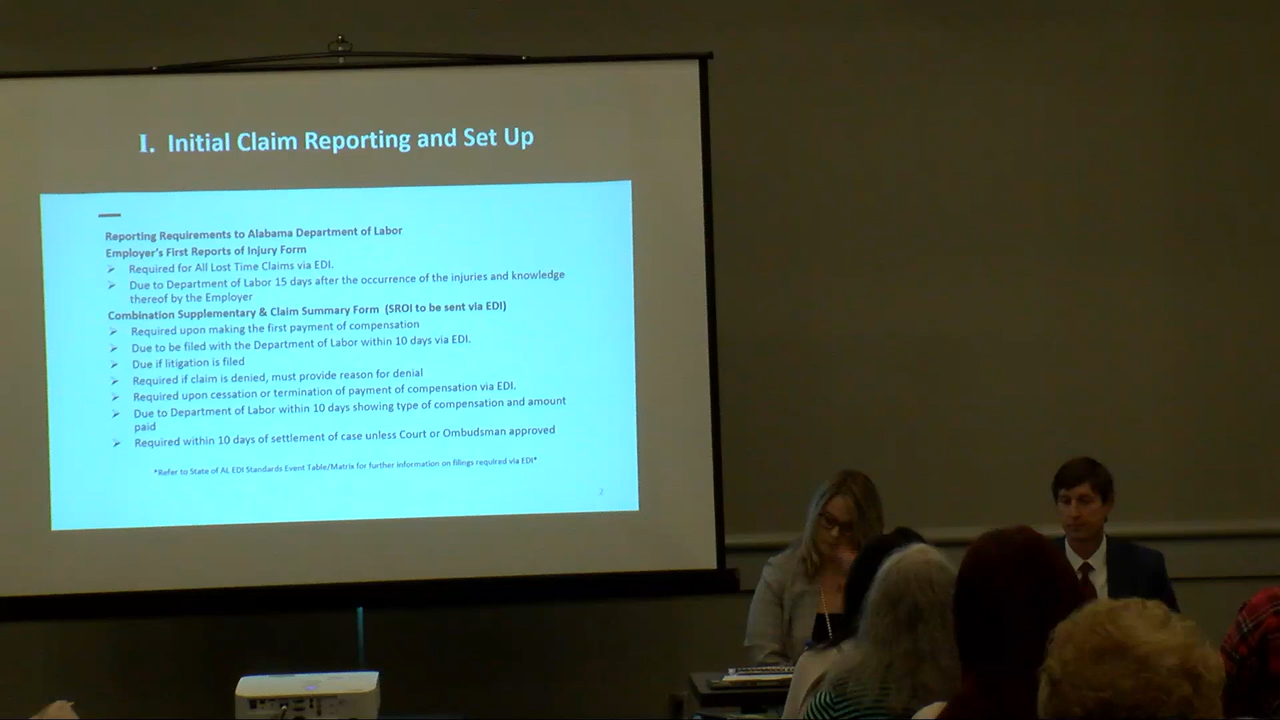 I. Initial Claim Reporting and Set Up
Reporting Requirements to Alabama Department of Labor
Employer's First Reports of Injury Form
Required for All Lost Time Claims via EDI.
Due to Department of Labor 15 days after the occurrence of the injuries and knowledge
thereof by the Employer
Combination Supplementary & Claim Summary Form (SROI to be sent via EDI)
Required upon making the first payment of compensation
Due to be filed with the Department of Labor within 10 days via EDI.
Due if litigation is filed
Required if claim is denied, must provide reason for denial
Required upon cessation or termination of payment of compensation via EDI.
Due to Department of Labor within 10 days showing type of compensation and amount
paid
Required within 10 days of settlement of case unless Court or Ombudsman approved
*Refer to State of AL EDI Standards Event Table/Matrix for further information on filings required via EDI*
2